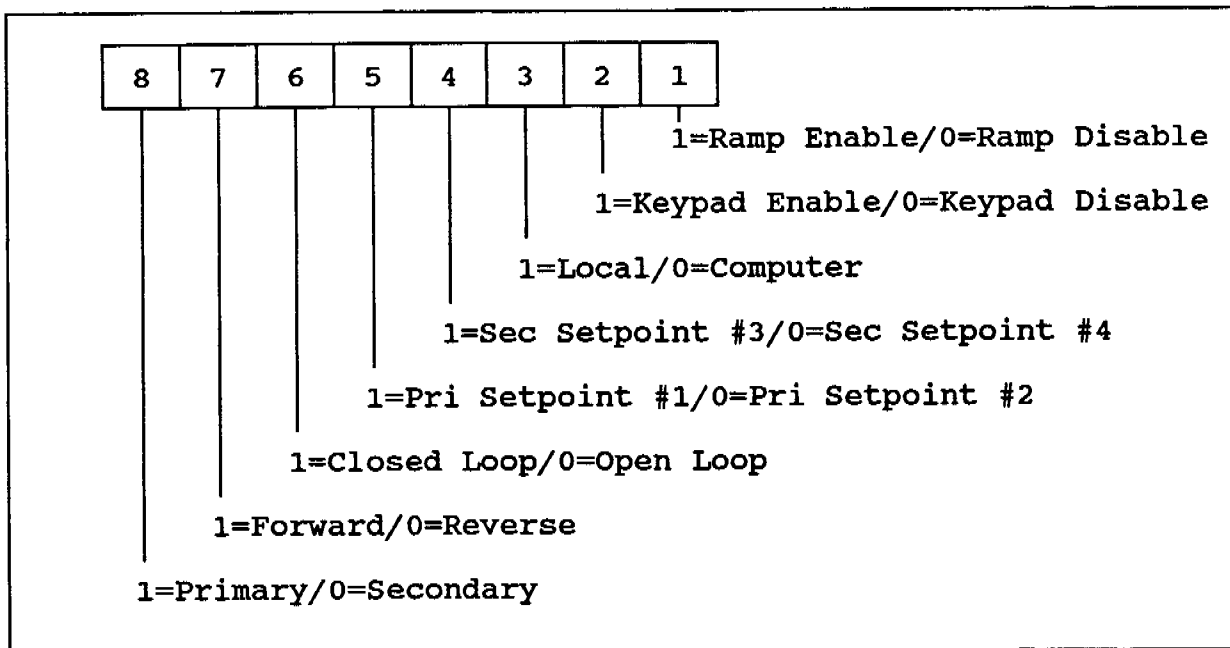 8 7 6 5 4 3 2 1
1=Ramp Enable/0=Ramp Disable
1=Keypad Enable/0=Keypad Disable
1=Local/0=Computer
1=Sec Setpoint #3/0=Sec Setpoint #4
1=Pri Setpoint #1/0=Pri Setpoint #2
1=Closed Loop/0=Open Loop
1=Forward/0=Reverse
1=Primary/0=Secondary